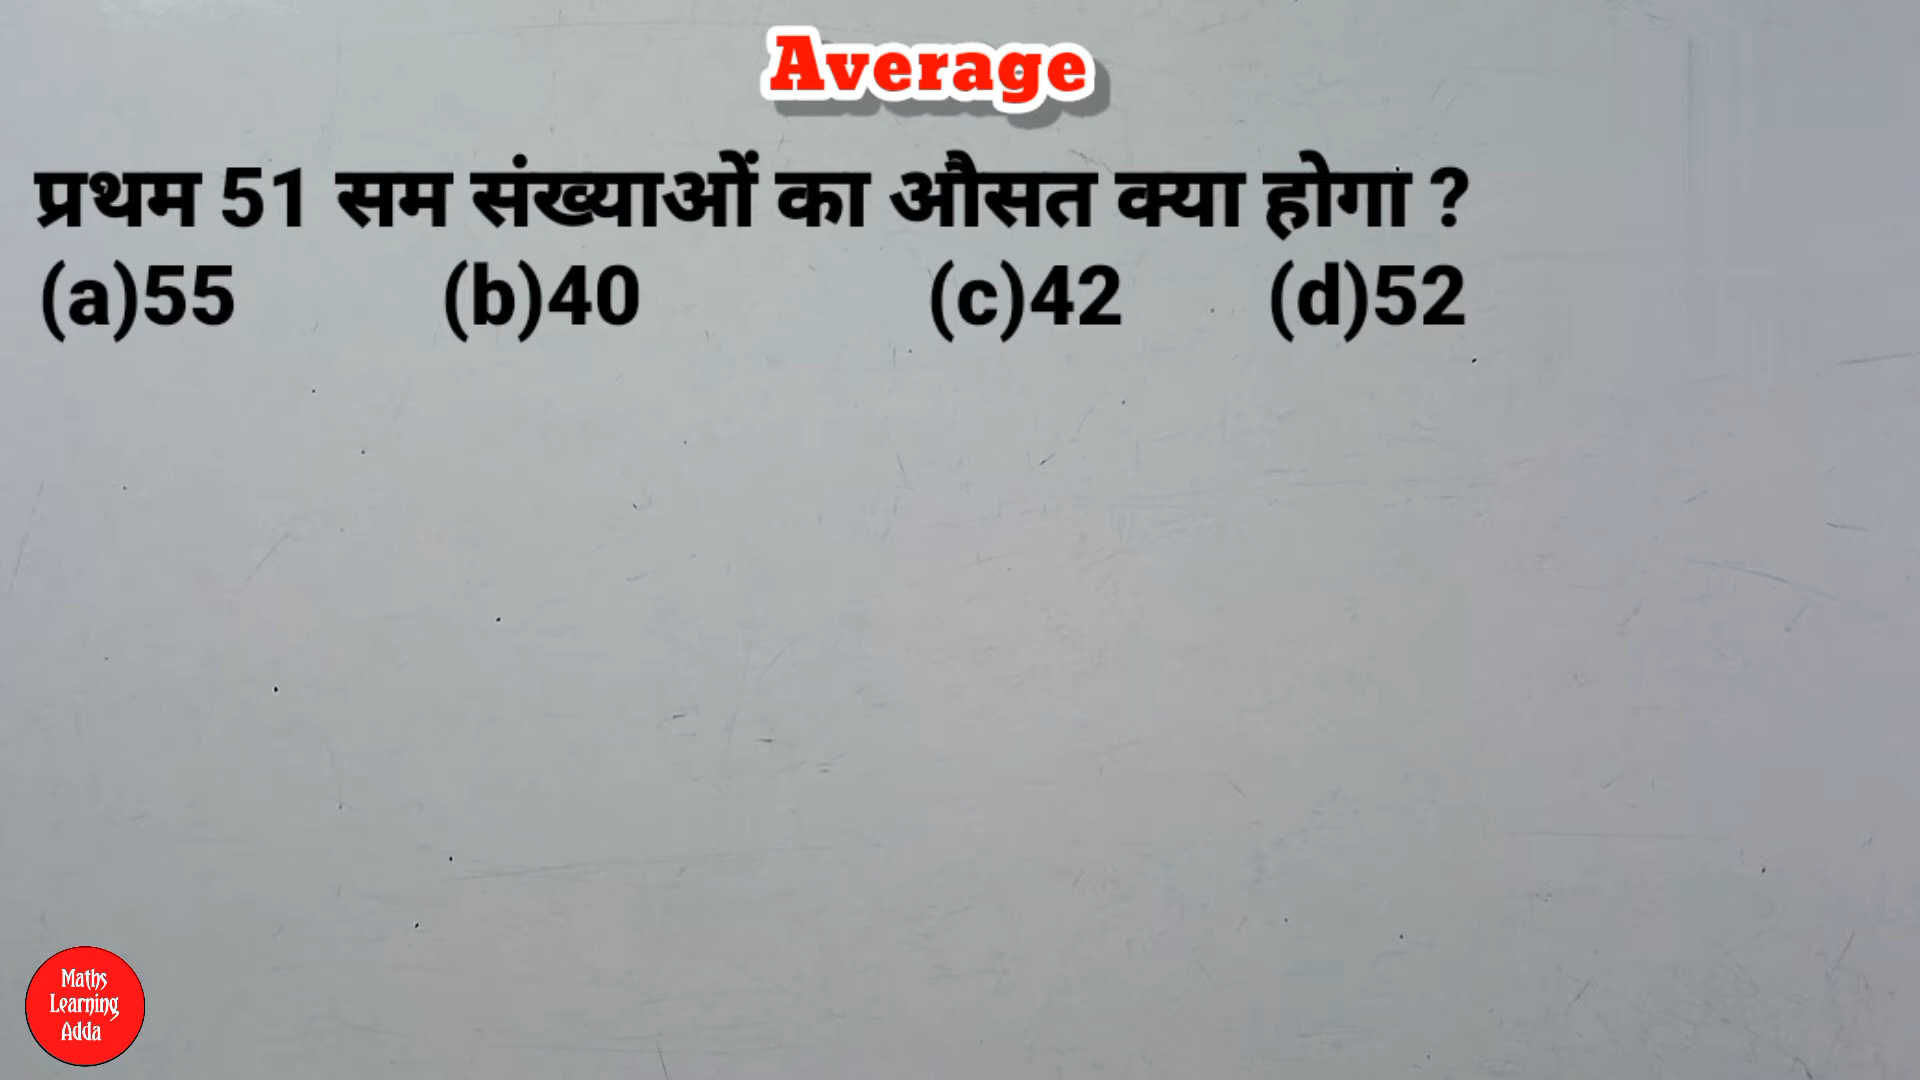 Average
प्रथम 51 सम संख्याओं का औसत क्या होगा ?
(a)55 (b)40 (c)42 (d)52
Maths
Learning
Adda